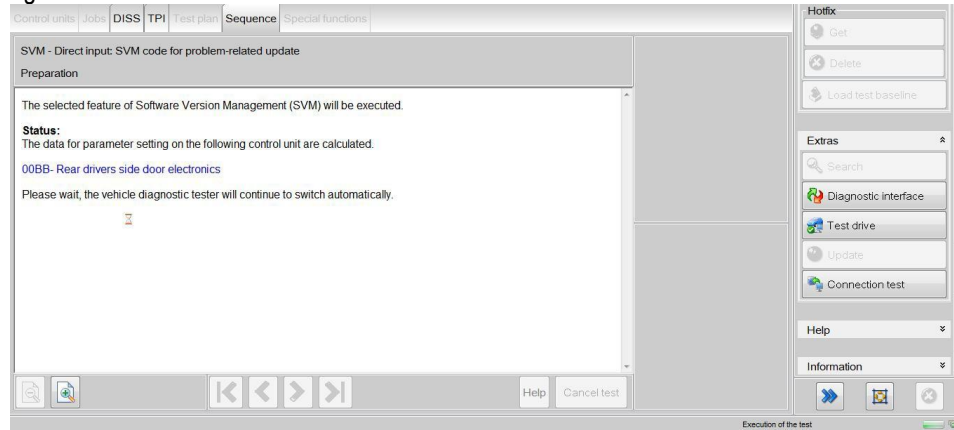 Control units Jobs DISS TPI Test plan Sequence Special functions
SVM - Direct input: SVM code for problem-related update
Preparation
The selected feature of Software Version Management (SVM) will be executed.
Status:
The data for parameter setting on the following control unit are calculated.
00BB- Rear drivers side door electronics
Please wait, the vehicle diagnostic tester will continue to switch automatically.
Help Cancel test
Hotfix
Get
Delete
Load test baseline
Extras
Search
Diagnostic interface
Test drive
Update
Connection test
Help
Information
Execution of the test